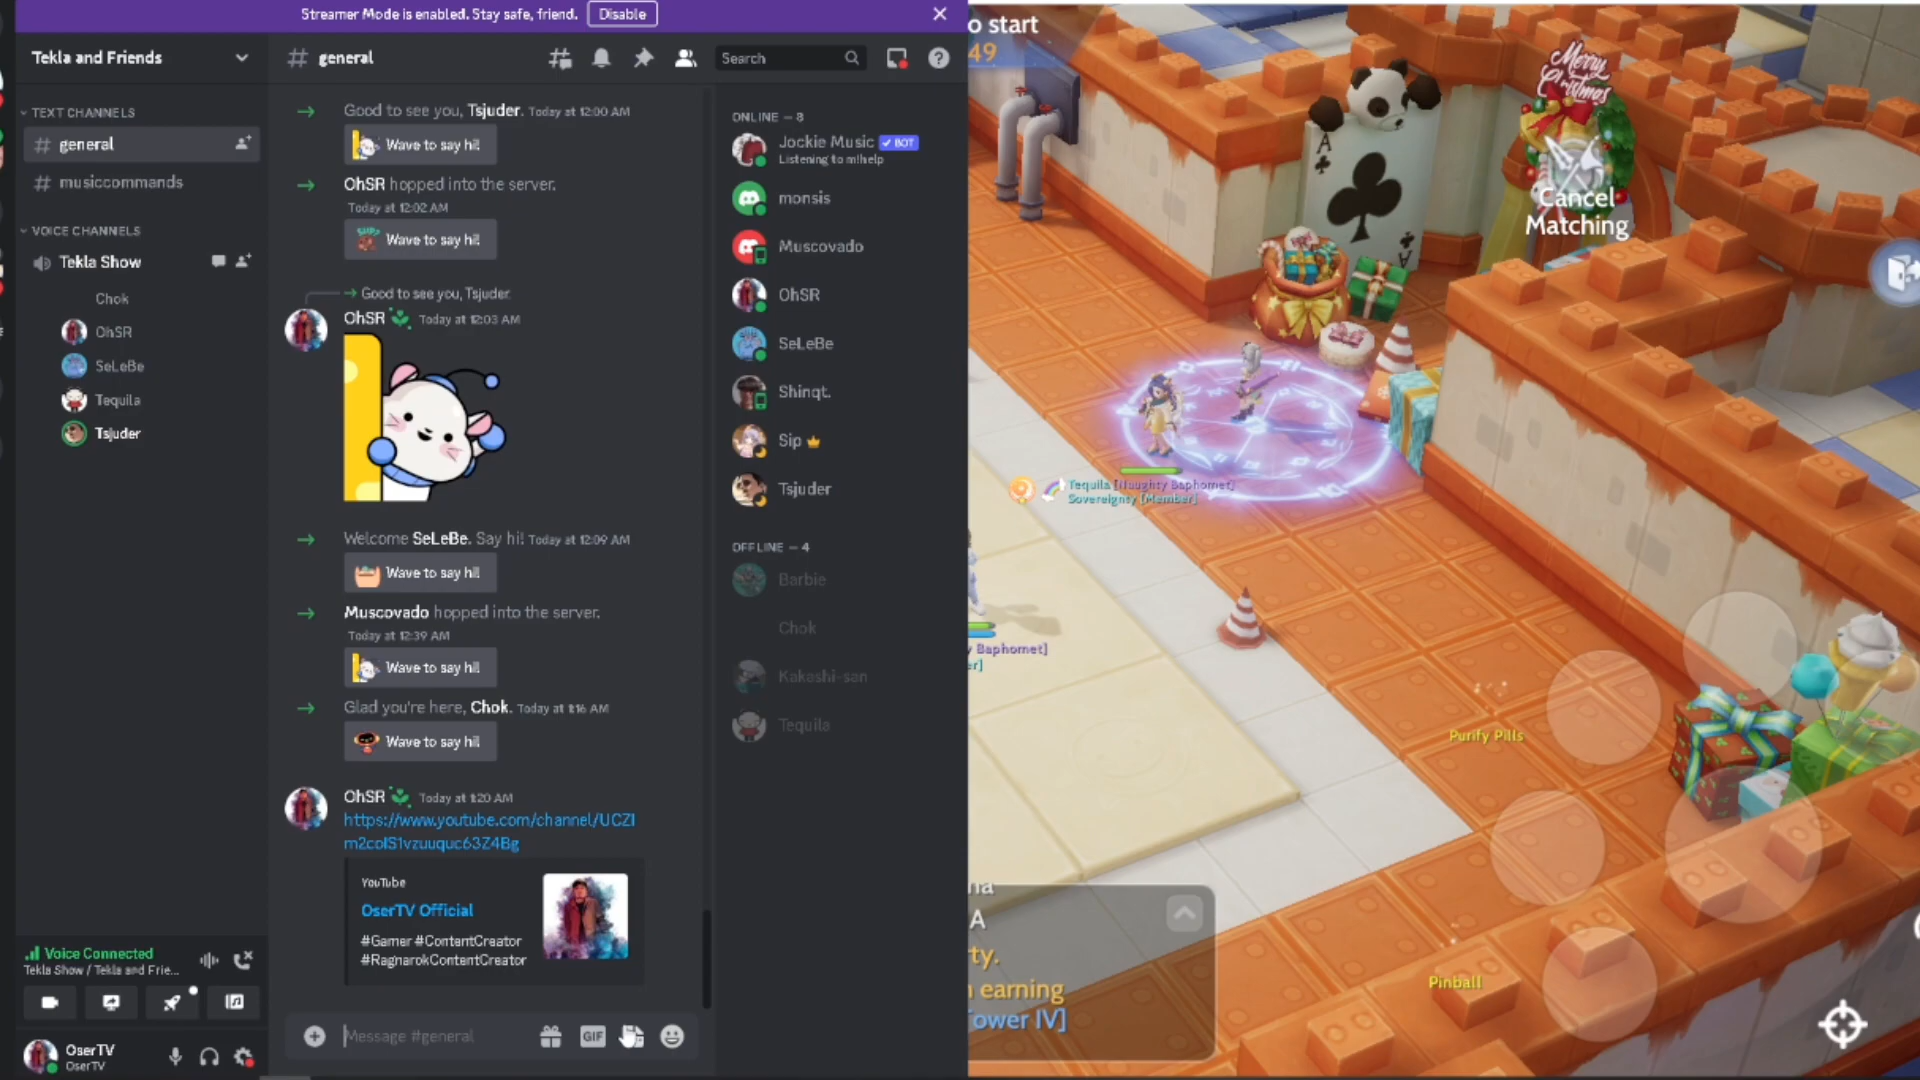 Streamer Mode is enabled. Stay safe, friend.
Disable
Tekla and Friends
general
Search
TEXT CHANNELS
general
musiccommands
VOICE CHANNELS
Tekla Show
Chok
OhSR
SeLeBe
Tequila
Tsjuder
Good to see you, Tsjuder. Today at 12:00 AM
Wave to say hi!
OhSR hopped into the server.
Today at 12:02 AM
Wave to say hi!
Good to see you, Tsjuder.
OhSR Today at 12:03 AM
Welcome SeLeBe. Say hi! Today at 12:09 AM
Wave to say hi!
Muscovado hopped into the server.
Today at 12:39 AM
Wave to say hi!
Glad you're here, Chok. Today at 1:16 AM
Wave to say hi!
OhSR Today at 1:20 AM
https://www.youtube.com/channel/UCZI
m2colS1vzuuquc63Z4Bg
YouTube
OserTV Official
#Gamer #ContentCreator
#RagnarokContentCreator
Message #general
GIF
Voice Connected
Tekla Show / Tekla and Frie...
OserTV
OserTV
ONLINE — 8
Jockie Music BOT
Listening to m!help
monsis
Muscovado
OhSR
SeLeBe
Shinqt.
Sip
Tsjuder
OFFLINE — 4
Barbie
Chok
Kakashi-san
Tequila
o start
49
Merry
Christmas
A
A
Cancel
Matching
Tequila [Naughty Baphomet]
Sovereignty [Member]
y Baphomet]
er]
Purify Pills
Pinball
na
A
ty.
n earning
ower IV]